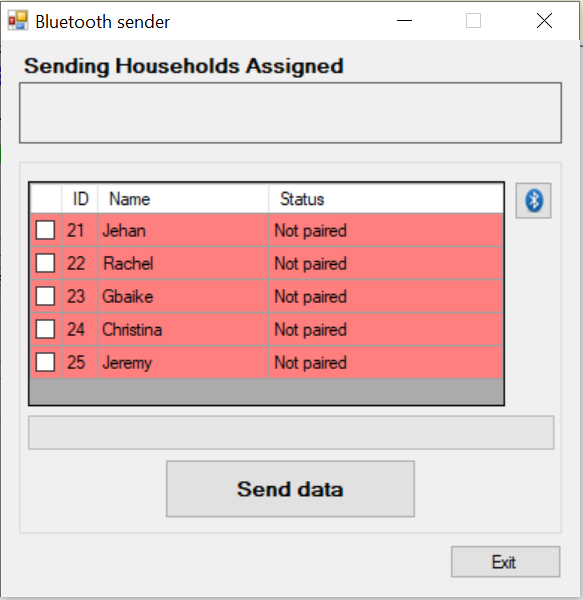 Bluetooth sender
Sending Households Assigned
ID Name Status
21 Jehan Not paired
22 Rachel Not paired
23 Gbaike Not paired
24 Christina Not paired
25 Jeremy Not paired
Send data
Exit